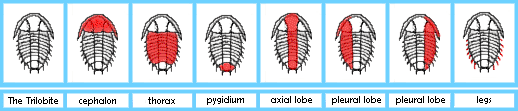 The Trilobite
cephalon
thorax
pygidium
axial lobe
pleural lobe
pleural lobe
legs